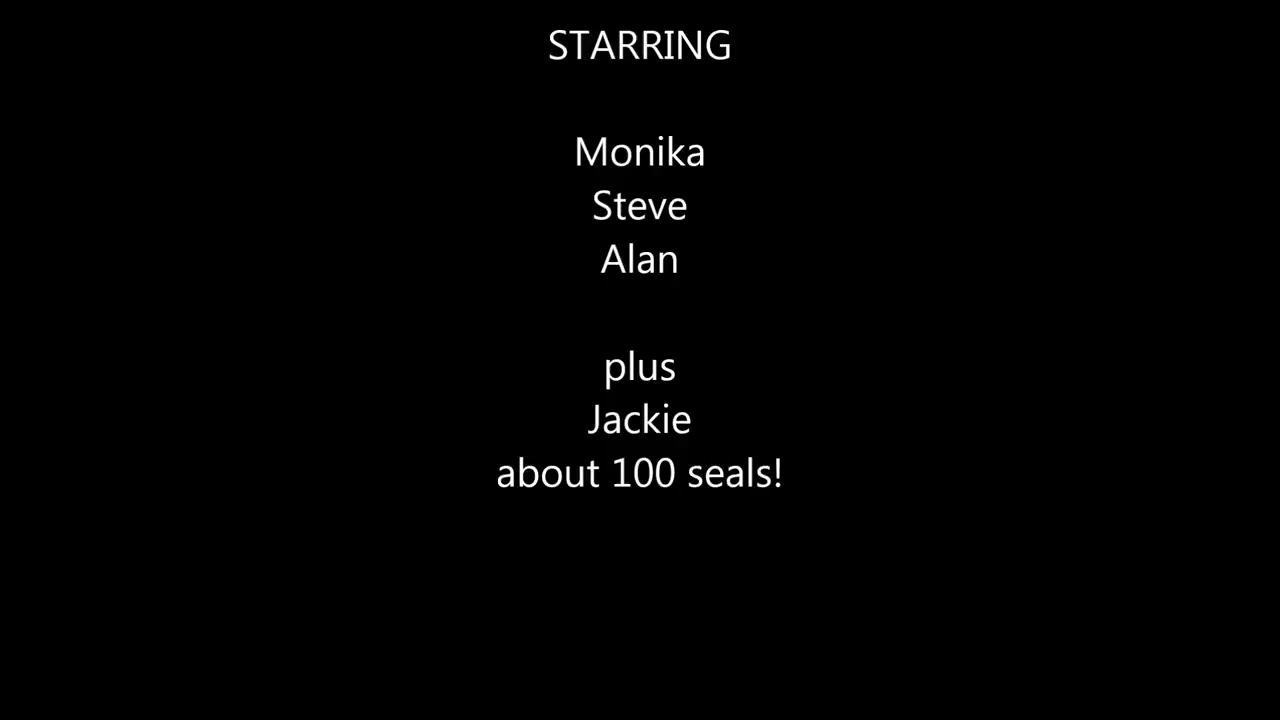 STARRING
Monika
Steve
Alan
plus
Jackie
about 100 seals!